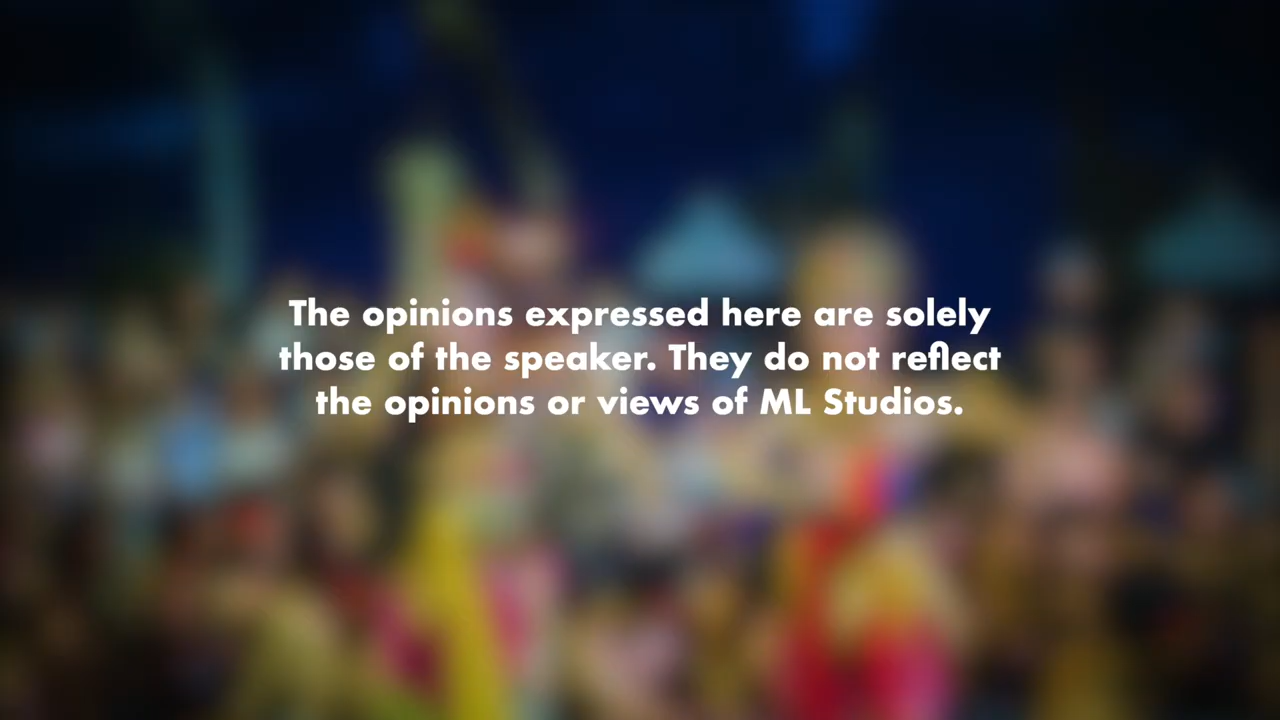 The opinions expressed here are solely
those of the speaker. They do not reflect
the opinions or views of ML Studios.